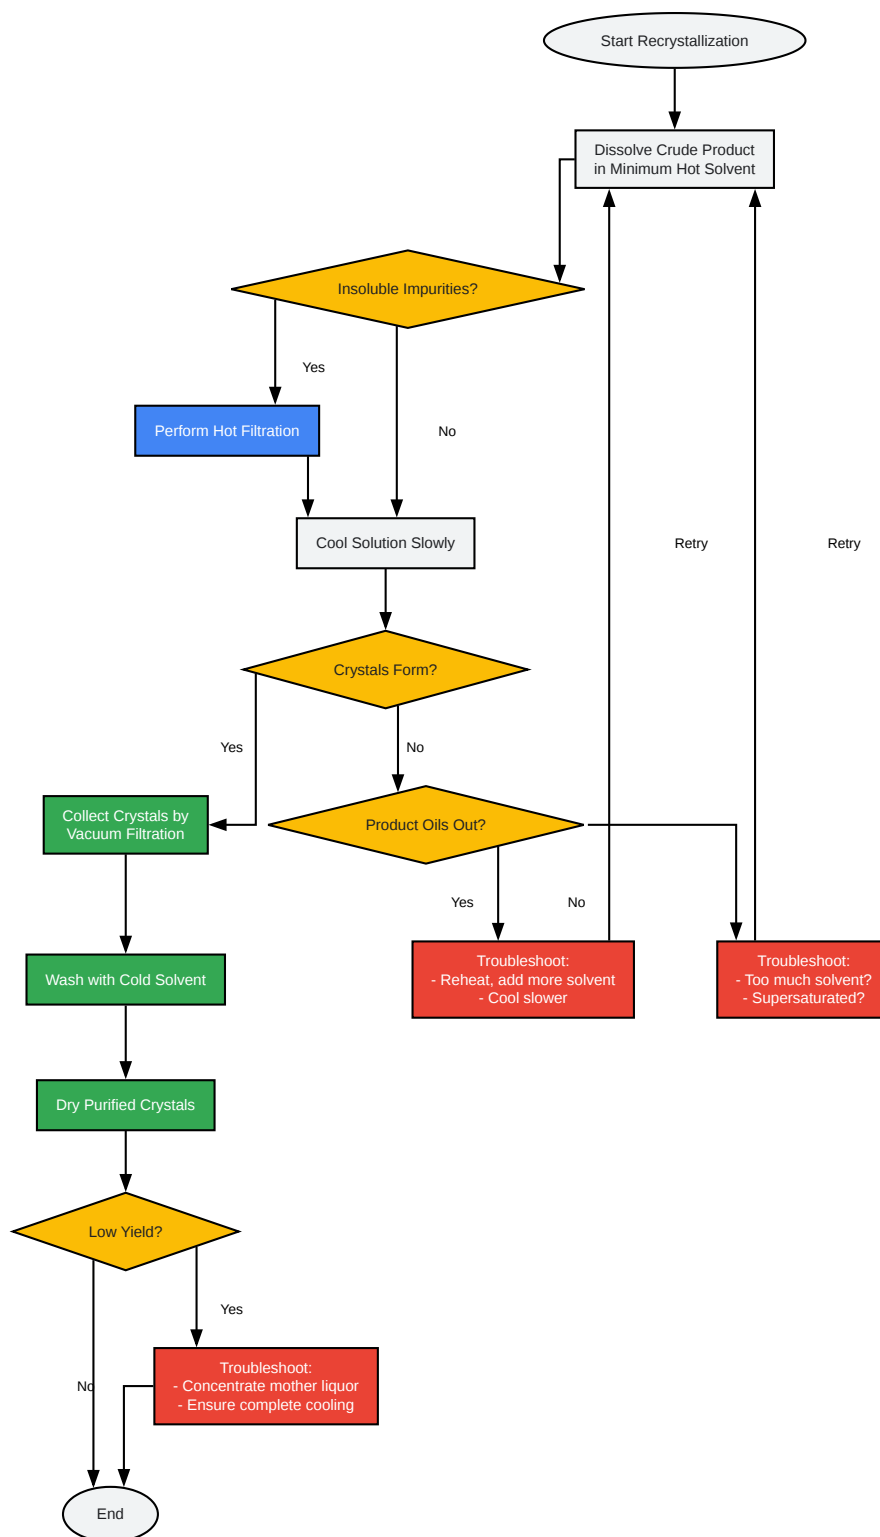 Start Recrystallization
Dissolve Crude Product
in Minimum Hot Solvent
Insoluble Impurities?
Yes
Perform Hot Filtration
No
Cool Solution Slowly
Retry
Retry
Crystals Form?
Yes
No
Collect Crystals by
Vacuum Filtration
Product Oils Out?
Yes
No
Troubleshoot:
- Reheat, add more solvent
- Cool slower
Troubleshoot:
- Too much solvent?
- Supersaturated?
Wash with Cold Solvent
Dry Purified Crystals
Low Yield?
Yes
Troubleshoot:
- Concentrate mother liquor
- Ensure complete cooling
No
End